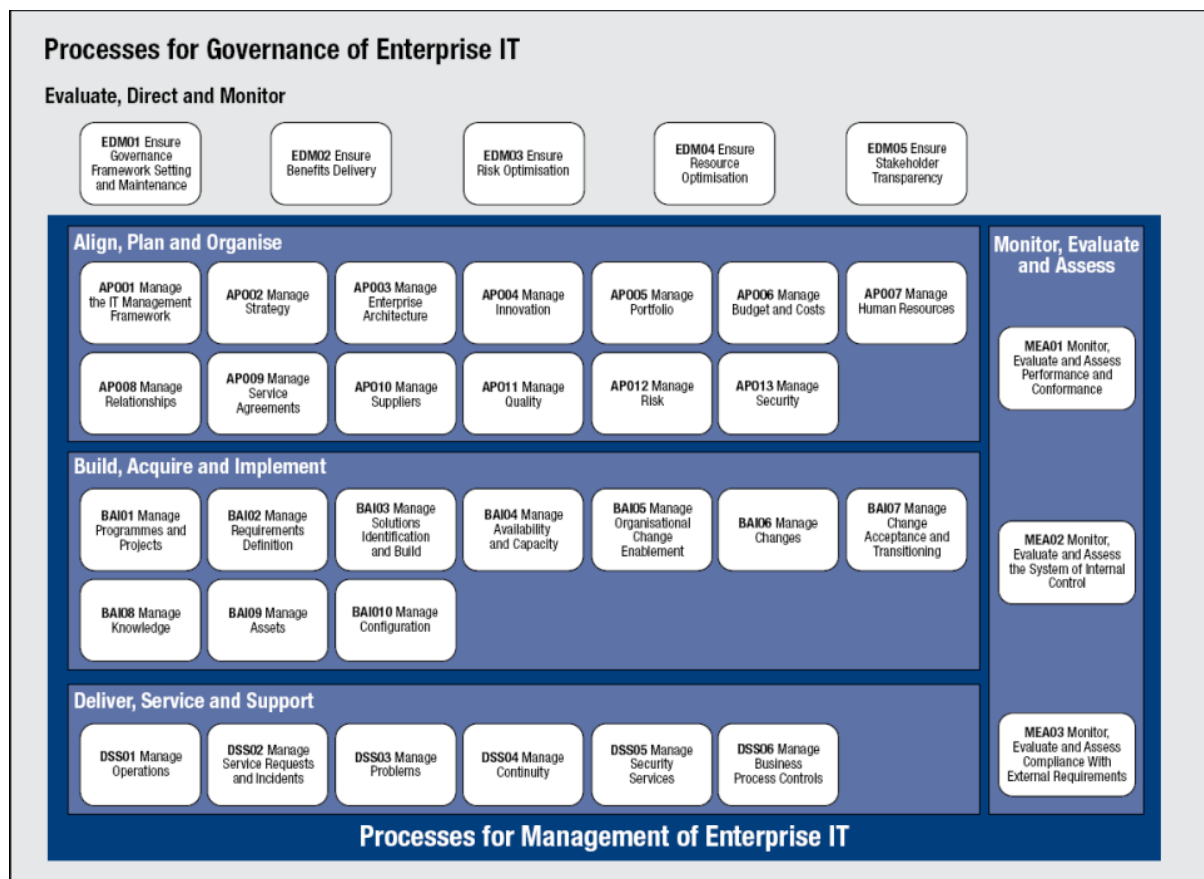 Processes for Governance of Enterprise IT
Evaluate, Direct and Monitor
EDM01 Ensure
Governance
Framework Setting
and Maintenance
EDM02 Ensure
Benefits Delivery
EDM03 Ensure
Risk Optimisation
EDM04 Ensure
Resource
Optimisation
EDM05 Ensure
Stakeholder
Transparency
Align, Plan and Organise
APO01 Manage
the IT Management
Framework
APO02 Manage
Strategy
APO03 Manage
Enterprise
Architecture
APO04 Manage
Innovation
APO05 Manage
Portfolio
APO06 Manage
Budget and Costs
APO07 Manage
Human Resources
APO08 Manage
Relationships
APO09 Manage
Service
Agreements
APO10 Manage
Suppliers
APO11 Manage
Quality
APO12 Manage
Risk
APO13 Manage
Security
Build, Acquire and Implement
BAI01 Manage
Programmes and
Projects
BAI02 Manage
Requirements
Definition
BAI03 Manage
Solutions
Identification
and Build
BAI04 Manage
Availability
and Capacity
BAI05 Manage
Organisational
Change
Enablement
BAI06 Manage
Changes
BAI07 Manage
Change
Acceptance and
Transitioning
BAI08 Manage
Knowledge
BAI09 Manage
Assets
BAI010 Manage
Configuration
Deliver, Service and Support
DSS01 Manage
Operations
DSS02 Manage
Service Requests
and Incidents
DSS03 Manage
Problems
DSS04 Manage
Continuity
DSS05 Manage
Security
Services
DSS06 Manage
Business
Process Controls
Monitor, Evaluate
and Assess
MEA01 Monitor,
Evaluate and Assess
Performance and
Conformance
MEA02 Monitor,
Evaluate and Assess
the System of Internal
Control
MEA03 Monitor,
Evaluate and Assess
Compliance With
External Requirements
Processes for Management of Enterprise IT